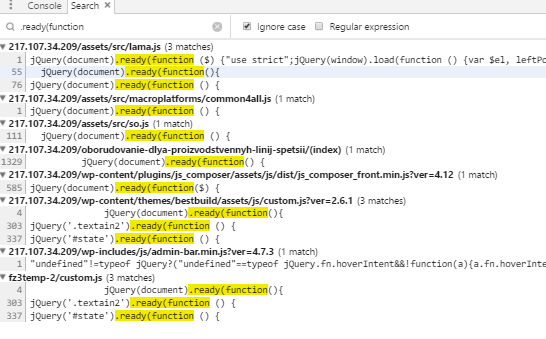 Console Search ×
.ready(function Ignore case Regular expression
217.107.34.209/assets/src/lama.js (3 matches)
1 jQuery(document).ready(function ($) {"use strict";jQuery(window).load(function () {var $el, leftPo
55 jQuery(document).ready(function(){
76 jQuery(document).ready(function () {
217.107.34.209/assets/src/macroplatforms/common4all.js (1 match)
1 jQuery(document).ready(function () {
217.107.34.209/assets/src/so.js (1 match)
111 jQuery(document).ready(function () {
217.107.34.209/oborudovanie-dlya-proizvodstvennyh-linij-spetsii/(index) (1 match)
1329 jQuery(document).ready(function() {
217.107.34.209/wp-content/plugins/js_composer/assets/js/dist/js_composer_front.min.js?ver=4.12 (1 match)
585 jQuery(document).ready(function($) {
217.107.34.209/wp-content/themes/bestbuild/assets/js/custom.js?ver=2.6.1 (3 matches)
4 jQuery(document).ready(function(){
303 jQuery('.textain2').ready(function () {
337 jQuery('#state').ready(function () {
217.107.34.209/wp-includes/js/admin-bar.min.js?ver=4.7.3 (1 match)
1 "undefined"!=typeof jQuery?("undefined"==typeof jQuery.fn.hoverIntent&&!function(a){a.fn.hoverInte
fz3temp-2/custom.js (3 matches)
4 jQuery(document).ready(function(){
303 jQuery('.textain2').ready(function () {
337 jQuery('#state').ready(function () {